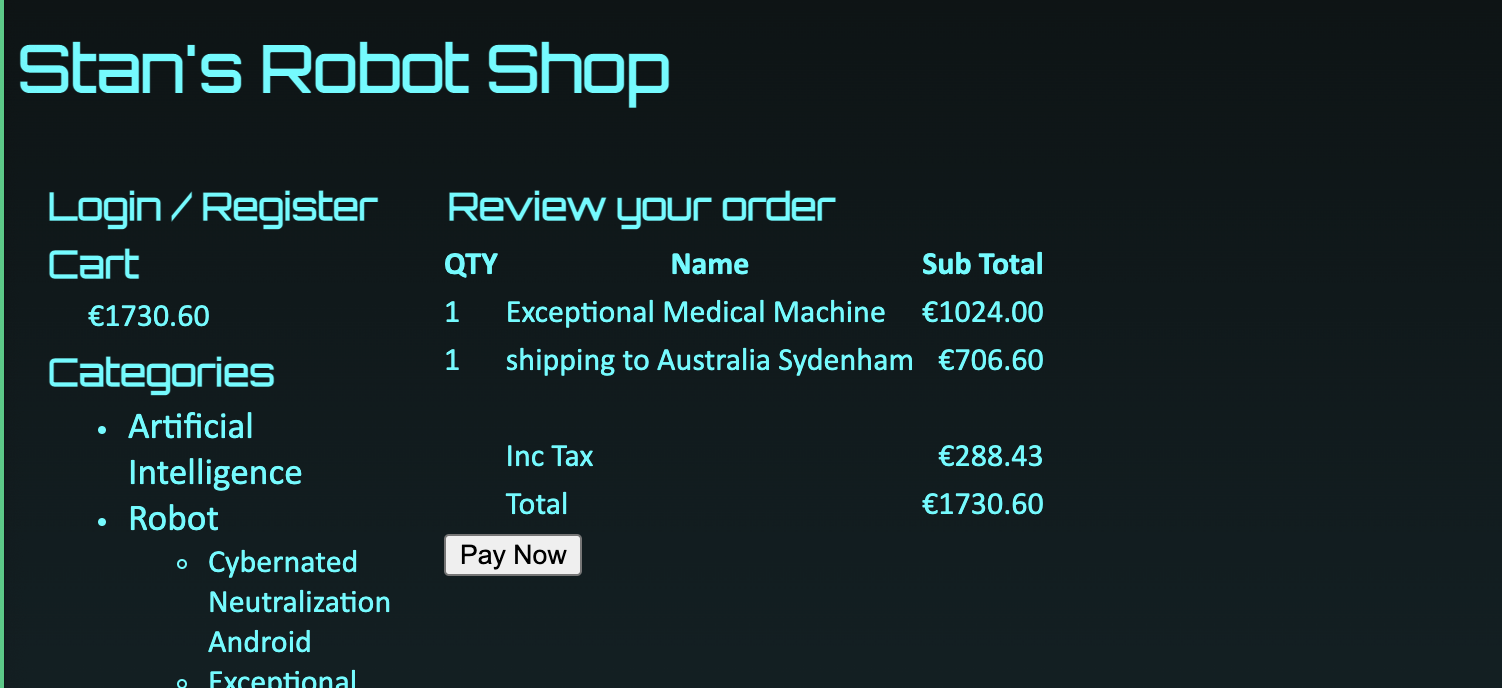 Stan's Robot Shop
Login / Register
Cart
€1730.60
Categories
Artificial
Intelligence
Robot
Cybernated
Neutralization
Android
Exceptional
Review your order
QTY Name Sub Total
1 Exceptional Medical Machine €1024.00
1 shipping to Australia Sydenham €706.60
Inc Tax €288.43
Total €1730.60
Pay Now